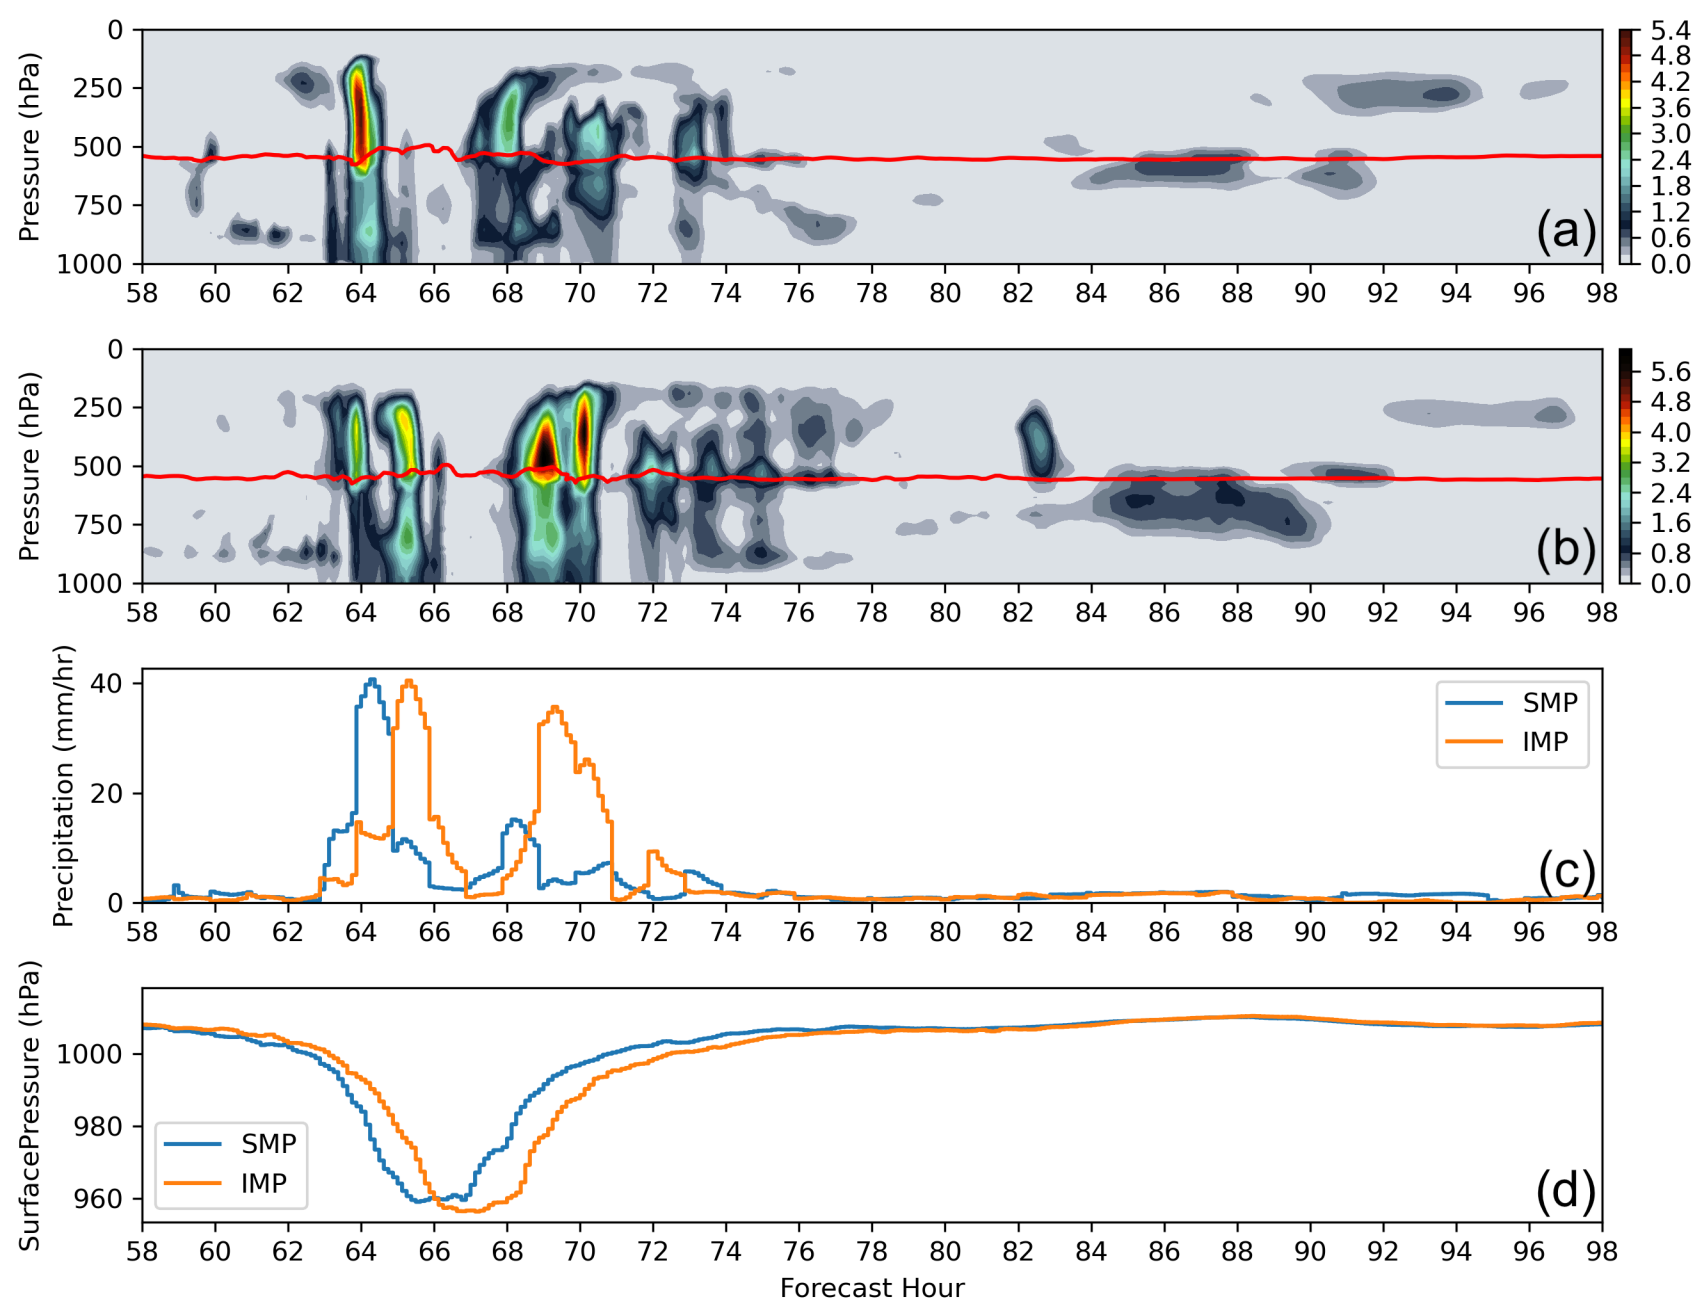 Pressure (hPa)
0
250
500
750
1000
58 60 62 64 66 68 70 72 74 76 78 80 82 84 86 88 90 92 94 96 98
(a)
5.4
4.8
4.2
3.6
3.0
2.4
1.8
1.2
0.6
0.0
Pressure (hPa)
0
250
500
750
1000
58 60 62 64 66 68 70 72 74 76 78 80 82 84 86 88 90 92 94 96 98
(b)
5.6
4.8
4.0
3.2
2.4
1.6
0.8
0.0
Precipitation (mm/hr)
40
20
0
58 60 62 64 66 68 70 72 74 76 78 80 82 84 86 88 90 92 94 96 98
SMP
IMP
(c)
SurfacePressure (hPa)
1000
980
960
58 60 62 64 66 68 70 72 74 76 78 80 82 84 86 88 90 92 94 96 98
SMP
IMP
(d)
Forecast Hour